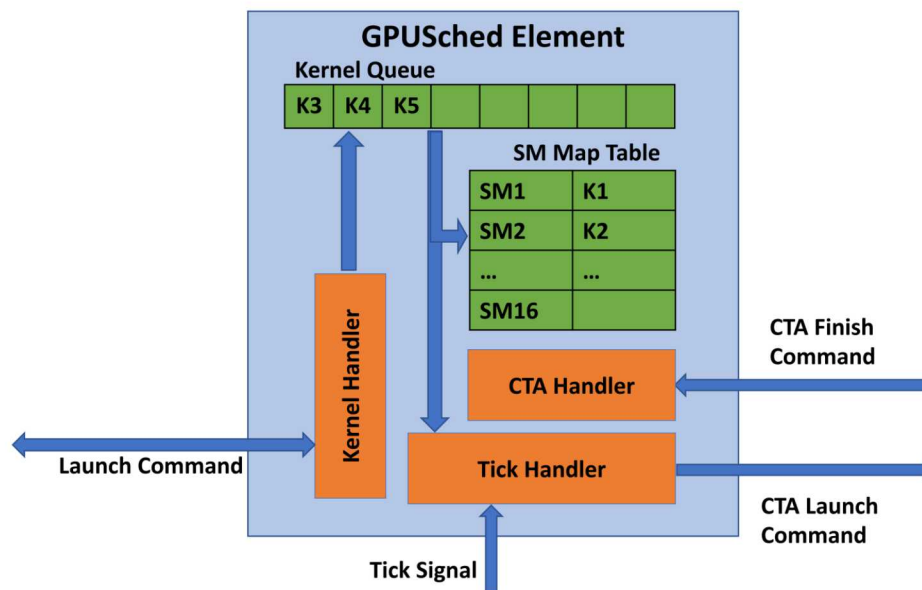 GPUSched Element
Kernel Queue
K3 K4 K5
SM Map Table
SM1 K1
SM2 K2
... ...
SM16
Kernel Handler
CTA Handler
Tick Handler
Launch Command
Tick Signal
CTA Finish
Command
CTA Launch
Command